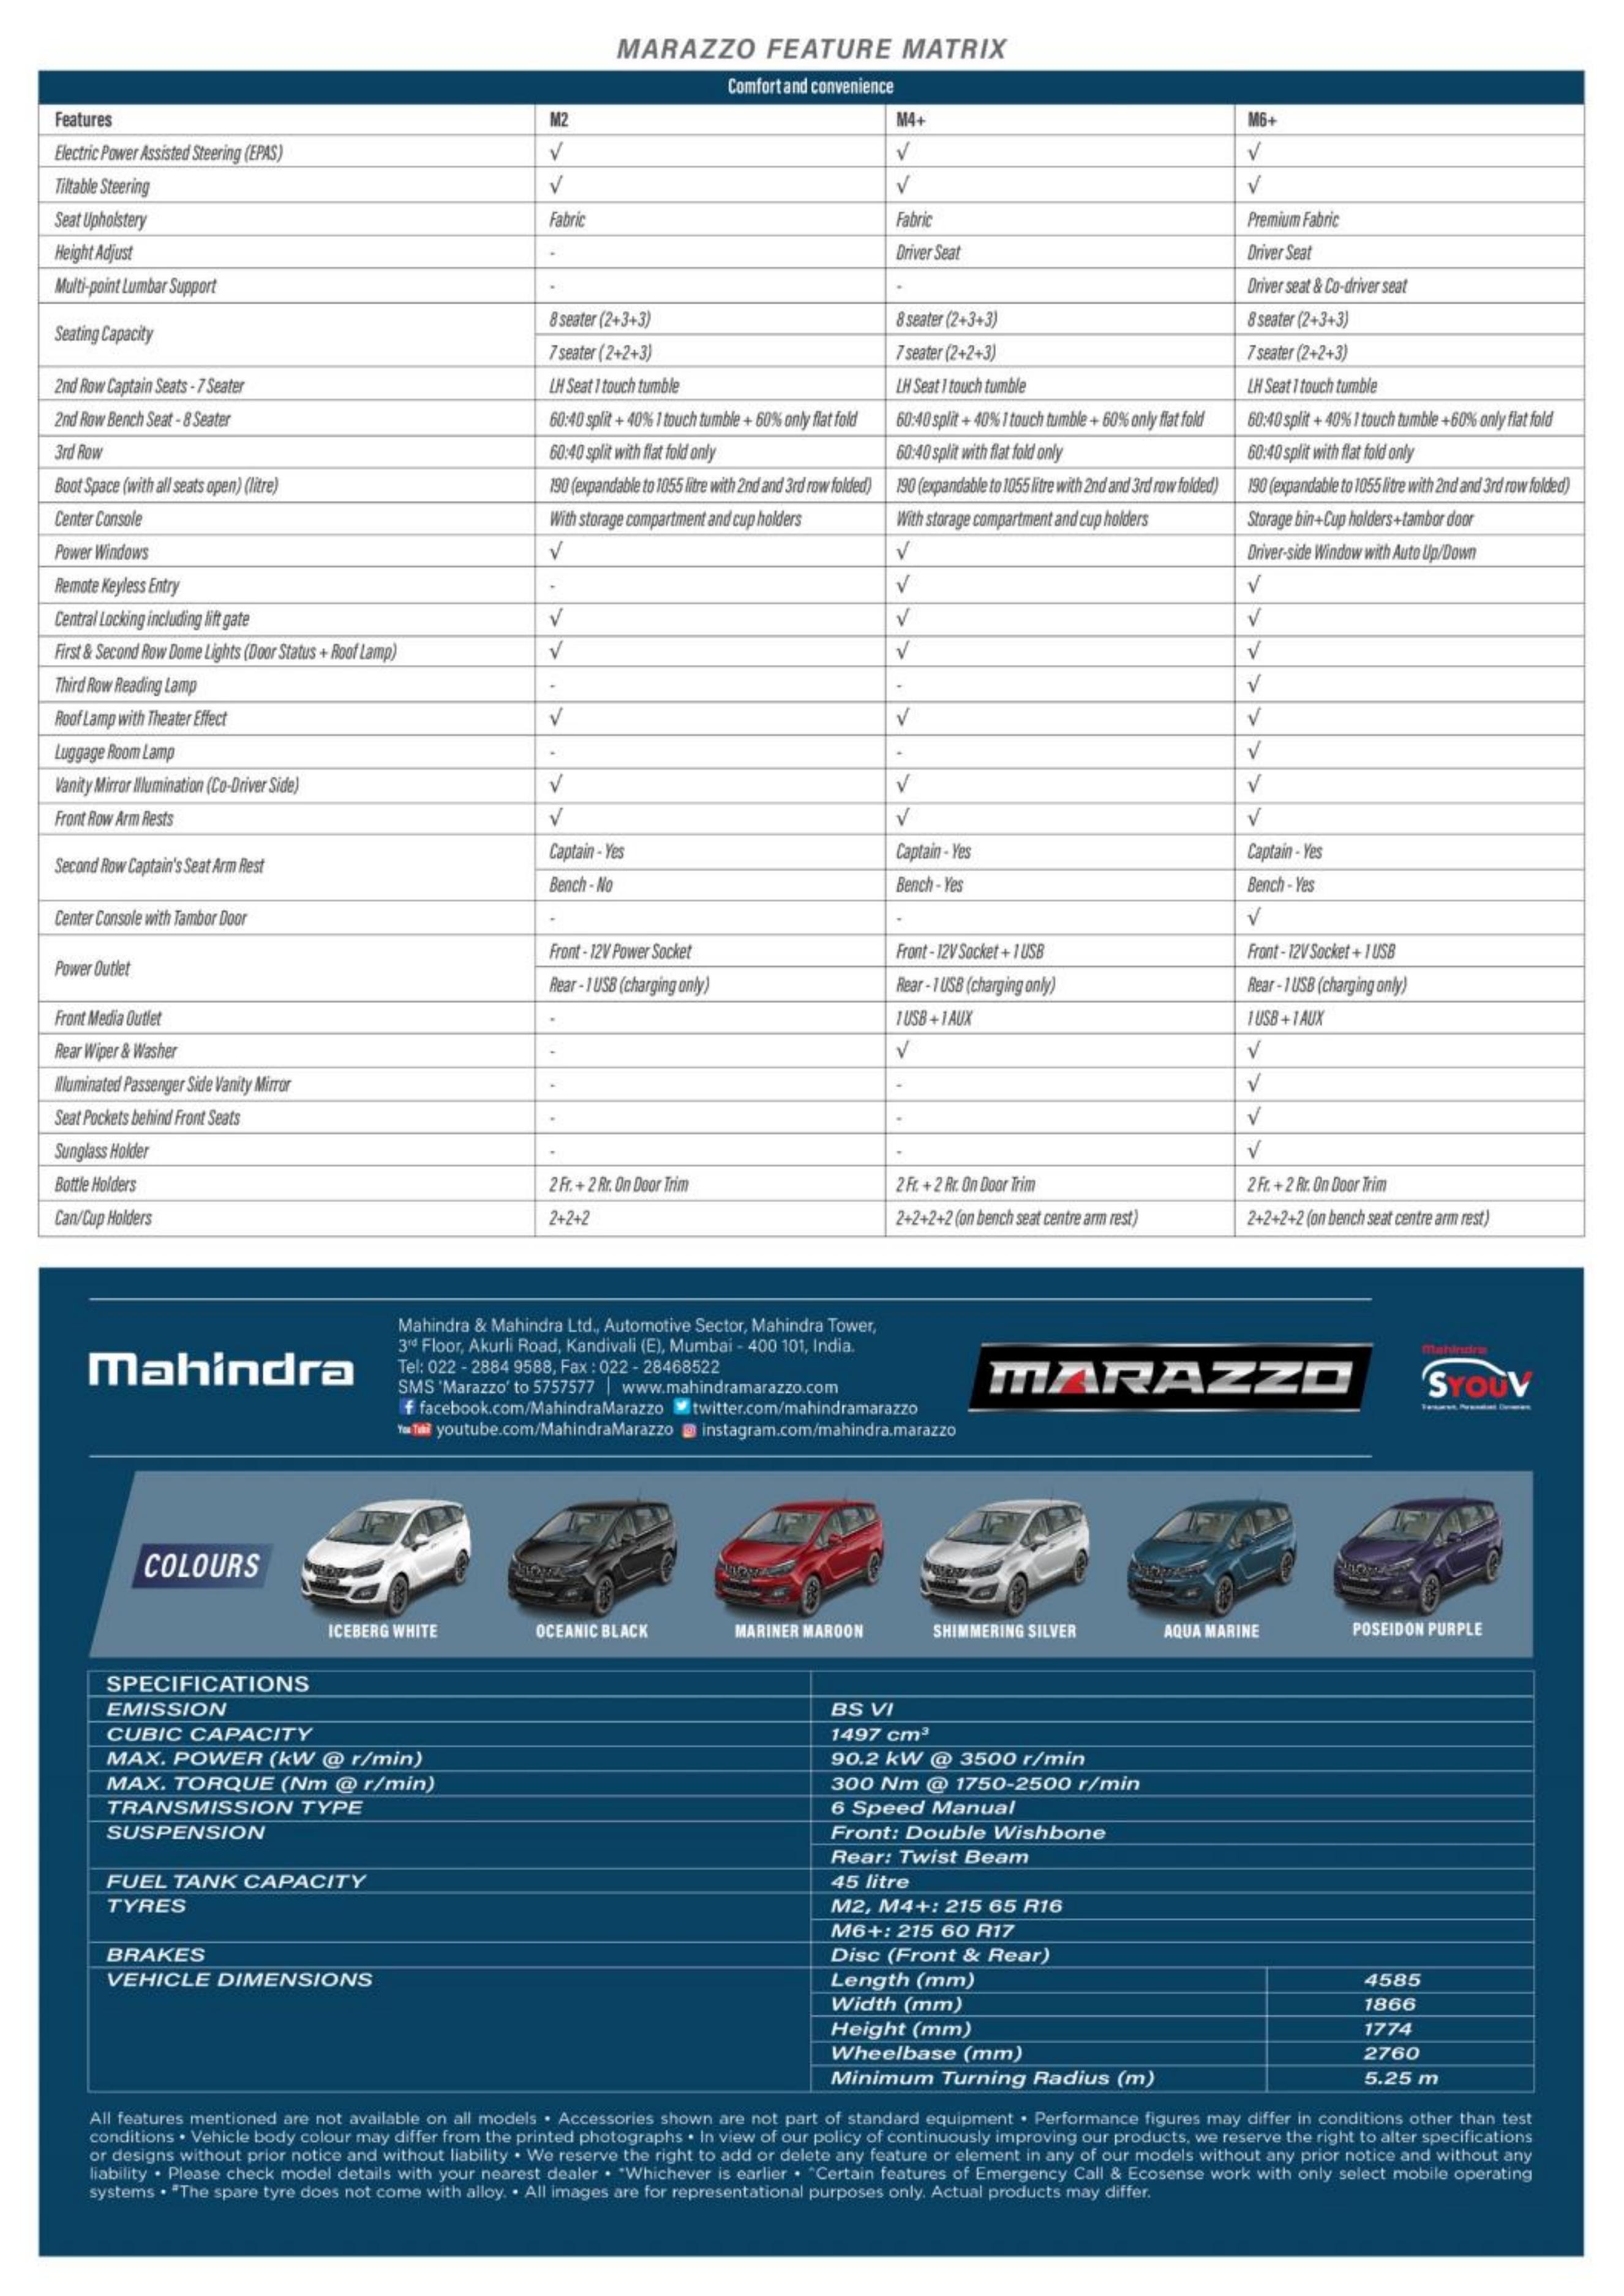 MARAZZO FEATURE MATRIX
Comfort and convenience
Features M2 M4+ M6+
Electric Power Assisted Steering (EPAS) √ √ √
Tiltable Steering √ √ √
Seat Upholstery Fabric Fabric Premium Fabric
Height Adjust - Driver Seat Driver Seat
Multi-point Lumbar Support - - Driver seat & Co-driver seat
Seating Capacity
8 seater (2+3+3) 8 seater (2+3+3) 8 seater (2+3+3)
7 seater ( 2+2+3) 7 seater (2+2+3) 7 seater (2+2+3)
2nd Row Captain Seats - 7 Seater LH Seat 1 touch tumble LH Seat 1 touch tumble LH Seat 1 touch tumble
2nd Row Bench Seat - 8 Seater 60:40 split + 40% 1 touch tumble + 60% only flat fold 60:40 split + 40% 1 touch tumble + 60% only flat fold 60:40 split + 40% 1 touch tumble +60% only flat fold
3rd Row 60:40 split with flat fold only 60:40 split with flat fold only 60:40 split with flat fold only
Boot Space (with all seats open) (litre) 190 (expandable to 1055 litre with 2nd and 3rd row folded) 190 (expandable to 1055 litre with 2nd and 3rd row folded) 190 (expandable to 1055 litre with 2nd and 3rd row folded)
Center Console With storage compartment and cup holders With storage compartment and cup holders Storage bin+Cup holders+tambor door
Power Windows √ √ Driver-side Window with Auto Up/Down
Remote Keyless Entry - √ √
Central Locking including lift gate √ √ √
First & Second Row Dome Lights (Door Status + Roof Lamp) √ √ √
Third Row Reading Lamp - - √
Roof Lamp with Theater Effect √ √ √
Luggage Room Lamp - - √
Vanity Mirror Illumination (Co-Driver Side) √ √ √
Front Row Arm Rests √ √ √
Second Row Captain's Seat Arm Rest
Captain - Yes Captain - Yes Captain - Yes
Bench - No Bench - Yes Bench - Yes
Center Console with Tambor Door - - √
Power Outlet
Front - 12V Power Socket Front - 12V Socket + 1 USB Front - 12V Socket + 1 USB
Rear - 1 USB (charging only) Rear - 1 USB (charging only) Rear - 1 USB (charging only)
Front Media Outlet - 1 USB + 1 AUX 1 USB + 1 AUX
Rear Wiper & Washer - √ √
Illuminated Passenger Side Vanity Mirror - - √
Seat Pockets behind Front Seats - - √
Sunglass Holder - - √
Bottle Holders 2 Fr. + 2 Rr. On Door Trim 2 Fr. + 2 Rr. On Door Trim 2 Fr. + 2 Rr. On Door Trim
Can/Cup Holders 2+2+2 2+2+2+2 (on bench seat centre arm rest) 2+2+2+2 (on bench seat centre arm rest)
Mahindra
Mahindra & Mahindra Ltd., Automotive Sector, Mahindra Tower,
3rd Floor, Akurli Road, Kandivali (E), Mumbai - 400 101, India.
Tel: 022 - 2884 9588, Fax : 022 - 28468522
SMS 'Marazzo' to 5757577 | www.mahindramarazzo.com
facebook.com/MahindraMarazzo twitter.com/mahindramarazzo
You Tube youtube.com/MahindraMarazzo instagram.com/mahindra.marazzo
MARAZZO
Mahindra
SYOUV
COLOURS
ICEBERG WHITE OCEANIC BLACK MARINER MAROON SHIMMERING SILVER AQUA MARINE POSEIDON PURPLE
SPECIFICATIONS
EMISSION BS VI
CUBIC CAPACITY 1497 cm³
MAX. POWER (kW @ r/min) 90.2 kW @ 3500 r/min
MAX. TORQUE (Nm @ r/min) 300 Nm @ 1750-2500 r/min
TRANSMISSION TYPE 6 Speed Manual
SUSPENSION Front: Double Wishbone
Rear: Twist Beam
FUEL TANK CAPACITY 45 litre
TYRES M2, M4+: 215 65 R16
M6+: 215 60 R17
BRAKES Disc (Front & Rear)
VEHICLE DIMENSIONS Length (mm) 4585
Width (mm) 1866
Height (mm) 1774
Wheelbase (mm) 2760
Minimum Turning Radius (m) 5.25 m
All features mentioned are not available on all models • Accessories shown are not part of standard equipment • Performance figures may differ in conditions other than test
conditions • Vehicle body colour may differ from the printed photographs • In view of our policy of continuously improving our products, we reserve the right to alter specifications
or designs without prior notice and without liability • We reserve the right to add or delete any feature or element in any of our models without any prior notice and without any
liability • Please check model details with your nearest dealer • *Whichever is earlier • ^Certain features of Emergency Call & Ecosense work with only select mobile operating
systems • #The spare tyre does not come with alloy. • All images are for representational purposes only. Actual products may differ.